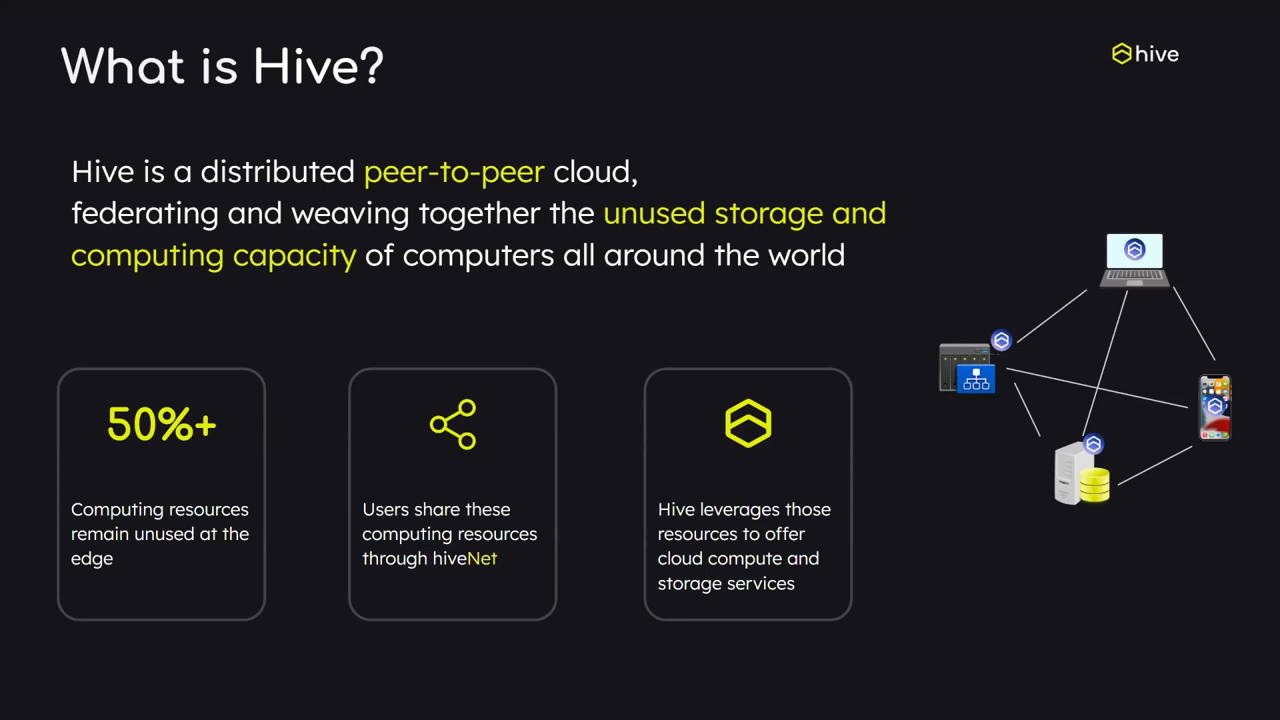 What is Hive?
hive
Hive is a distributed peer-to-peer cloud,
federating and weaving together the unused storage and
computing capacity of computers all around the world
50%+
Computing resources
remain unused at the
edge
Users share these
computing resources
through hiveNet
Hive leverages those
resources to offer
cloud compute and
storage services